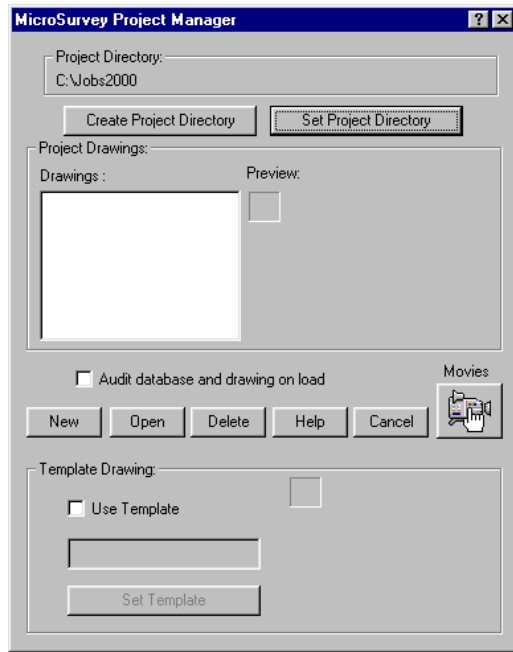 MicroSurvey Project Manager
Project Directory:
C:\Jobs2000
Create Project Directory
Set Project Directory
Project Drawings:
Drawings :
Preview:
Audit database and drawing on load
Movies
New
Open
Delete
Help
Cancel
Template Drawing:
Use Template
Set Template